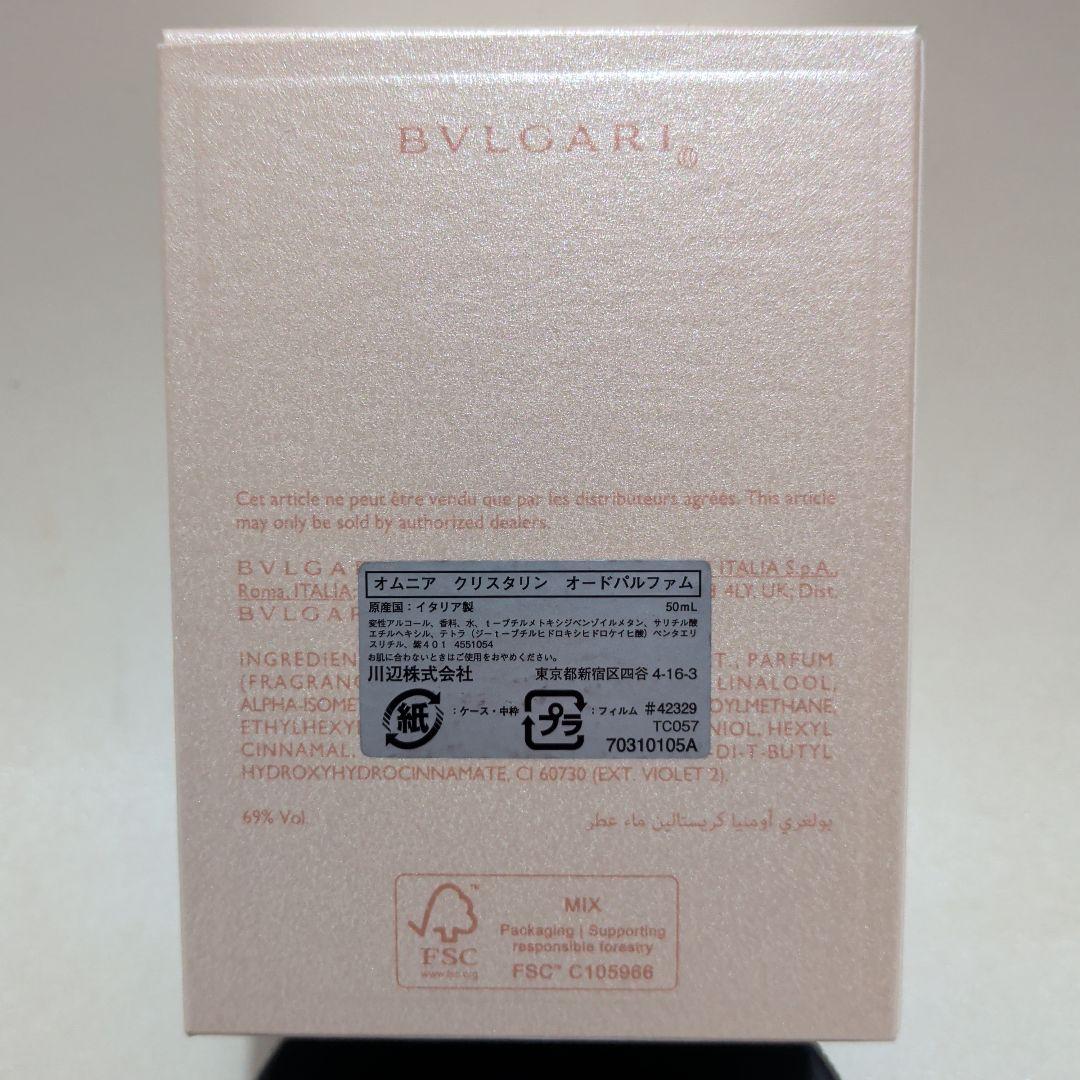 BVLGARI
Cet article ne peut être vendu que par les distributeurs agréés. This article
may only be sold by authorized dealers.
BVLGA ITALIA S.p.A.,
Roma, ITALIA; 4LY, UK; Dist.
BVLGAR
オムニア クリスタリン オードパルファム
原産国：イタリア製 50mL
変性アルコール、香料、水、t－ブチルメトキシジベンゾイルメタン、サリチル酸
エチルヘキシル、テトラ（ジーt－ブチルヒドロキシヒドロケイヒ酸）ペンタエリ
スリチル、紫401 4551054
お肌に合わないときはご使用をおやめください。
川辺株式会社 東京都新宿区四谷 4-16-3
紙 ：ケース・中枠 プラ ：フィルム #42329
TC057
70310105A
INGREDIEN T., PARFUM
(FRAGRANC LINALOOL,
ALPHA-ISOME OYLMETHANE,
ETHYLHEXY NIOL, HEXYL
CINNAMAL, DI-T-BUTYL
HYDROXYHYDROCINNAMATE, CI 60730 (EXT. VIOLET 2).
69% Vol. بولغري أومنيا كريستالين ماء عطر
FSC™
www.fsc.org
MIX
Packaging | Supporting
responsible forestry
FSC™ C105966